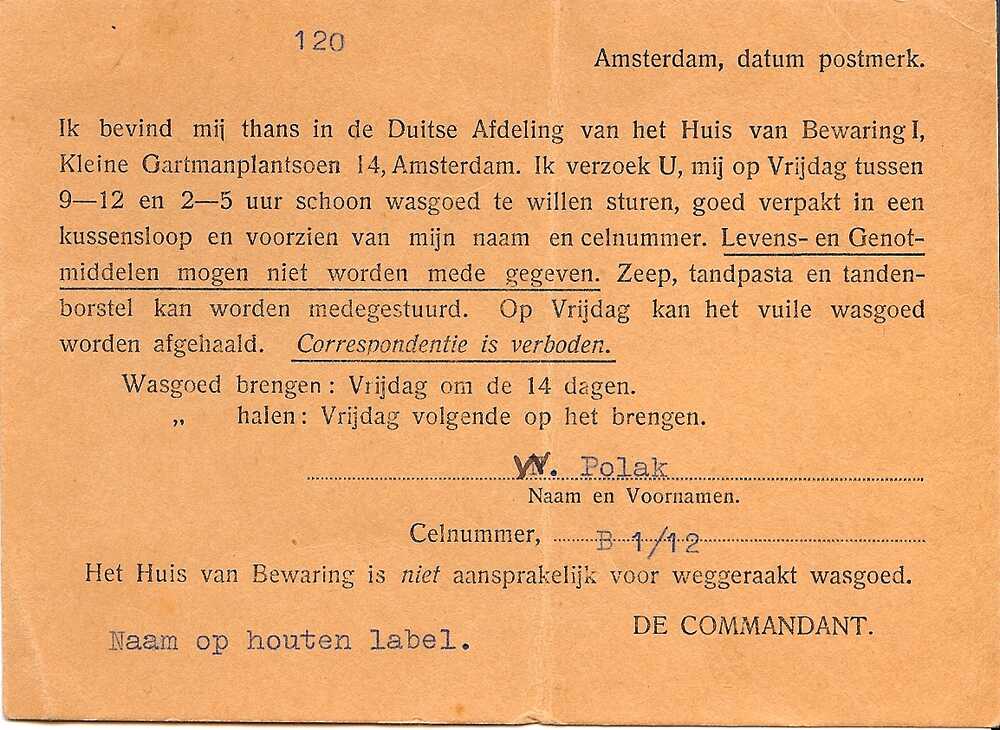 120
Amsterdam, datum postmerk.
Ik bevind mij thans in de Duitse Afdeling van het Huis van Bewaring I,
Kleine Gartmanplantsoen 14, Amsterdam. Ik verzoek U, mij op Vrijdag tussen
9—12 en 2—5 uur schoon wasgoed te willen sturen, goed verpakt in een
kussensloop en voorzien van mijn naam en celnummer. Levens- en Genot-
middelen mogen niet worden mede gegeven. Zeep, tandpasta en tanden-
borstel kan worden medegestuurd. Op Vrijdag kan het vuile wasgoed
worden afgehaald. Correspondentie is verboden.
Wasgoed brengen: Vrijdag om de 14 dagen.
„ halen: Vrijdag volgende op het brengen.
W. Polak
Naam en Voornamen.
Celnummer, B 1/12
Het Huis van Bewaring is niet aansprakelijk voor weggeraakt wasgoed.
DE COMMANDANT.
Naam op houten label.